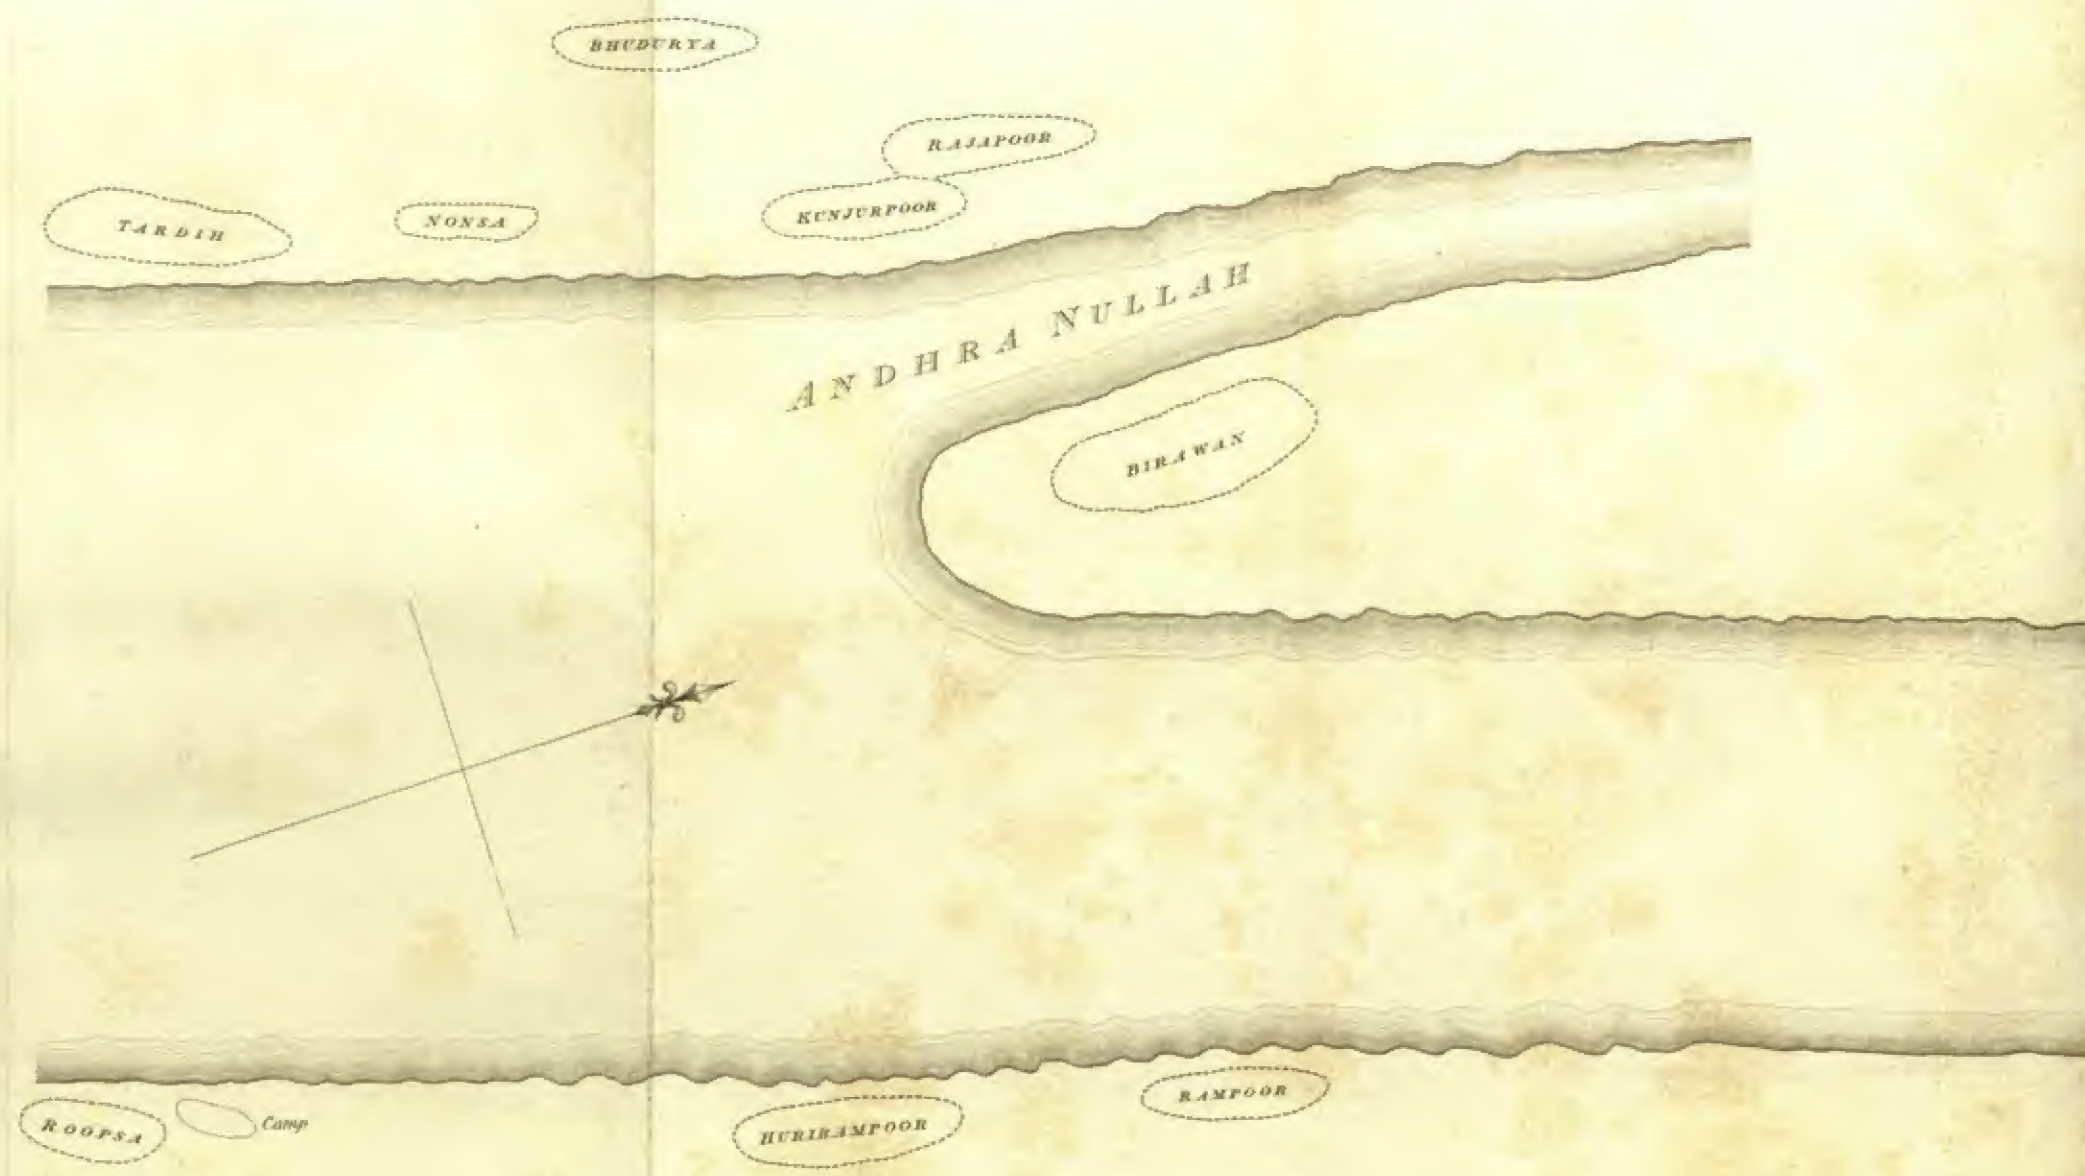 BHUDURYA
RAJAPOOR
KUNJURPOOR
TARDIH
NONSA
ANDHRA NULLAH
BIRAWAN
ROOPSA
Camp
HURIRAMPOOR
RAMPOOR